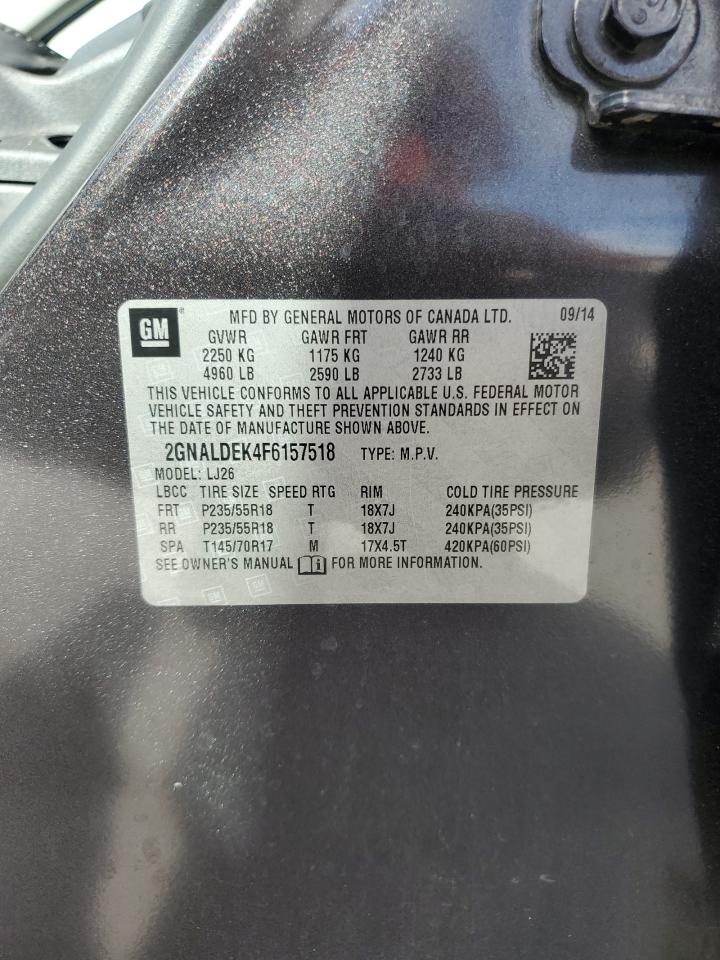 GM
MFD BY GENERAL MOTORS OF CANADA LTD. 09/14
GVWR GAWR FRT GAWR RR
2250 KG 1175 KG 1240 KG
4960 LB 2590 LB 2733 LB
THIS VEHICLE CONFORMS TO ALL APPLICABLE U.S. FEDERAL MOTOR
VEHICLE SAFETY AND THEFT PREVENTION STANDARDS IN EFFECT ON
THE DATE OF MANUFACTURE SHOWN ABOVE.
2GNALDEK4F6157518 TYPE: M.P.V.
MODEL: LJ26
LBCC TIRE SIZE SPEED RTG RIM COLD TIRE PRESSURE
FRT P235/55R18 T 18X7J 240KPA(35PSI)
RR P235/55R18 T 18X7J 240KPA(35PSI)
SPA T145/70R17 M 17X4.5T 420KPA(60PSI)
SEE OWNER'S MANUAL FOR MORE INFORMATION.